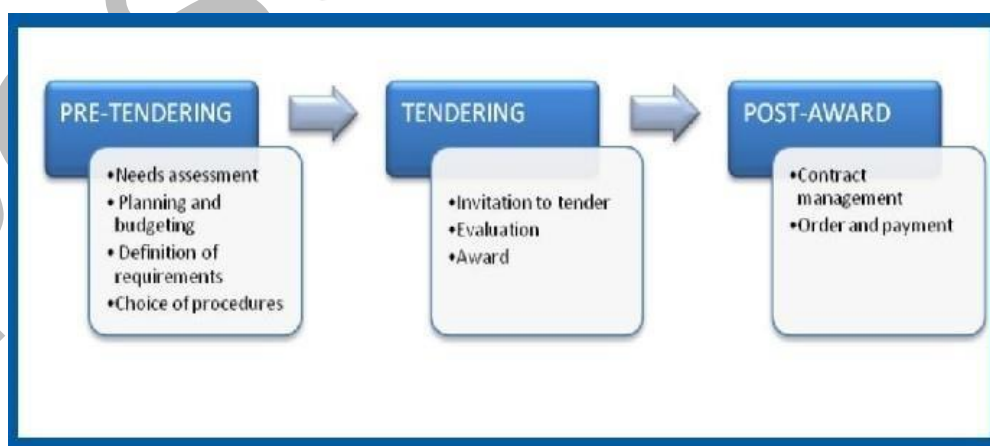 PRE-TENDERING
•Needs assessment
• Planning and
budgeting
• Definition of
requirements
•Choice of procedures
TENDERING
•Invitation to tender
•Evaluation
•Award
POST-AWARD
•Contract
management
•Order and payment